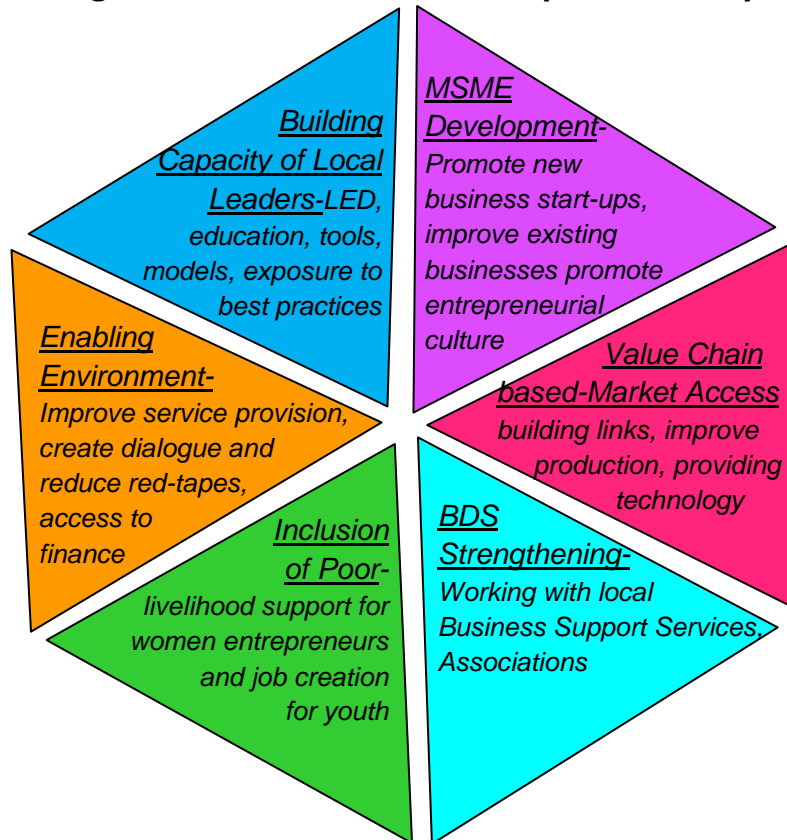 Building
Capacity of Local
Leaders-LED,
education, tools,
models, exposure to
best practices
MSME
Development-
Promote new
business start-ups,
improve existing
businesses promote
entrepreneurial
culture
Value Chain
based-Market Access
building links, improve
production, providing
technology
BDS
Strengthening-
Working with local
Business Support Services,
Associations
Inclusion
of Poor-
livelihood support for
women entrepreneurs
and job creation
for youth
Enabling
Environment-
Improve service provision,
create dialogue and
reduce red-tapes,
access to
finance